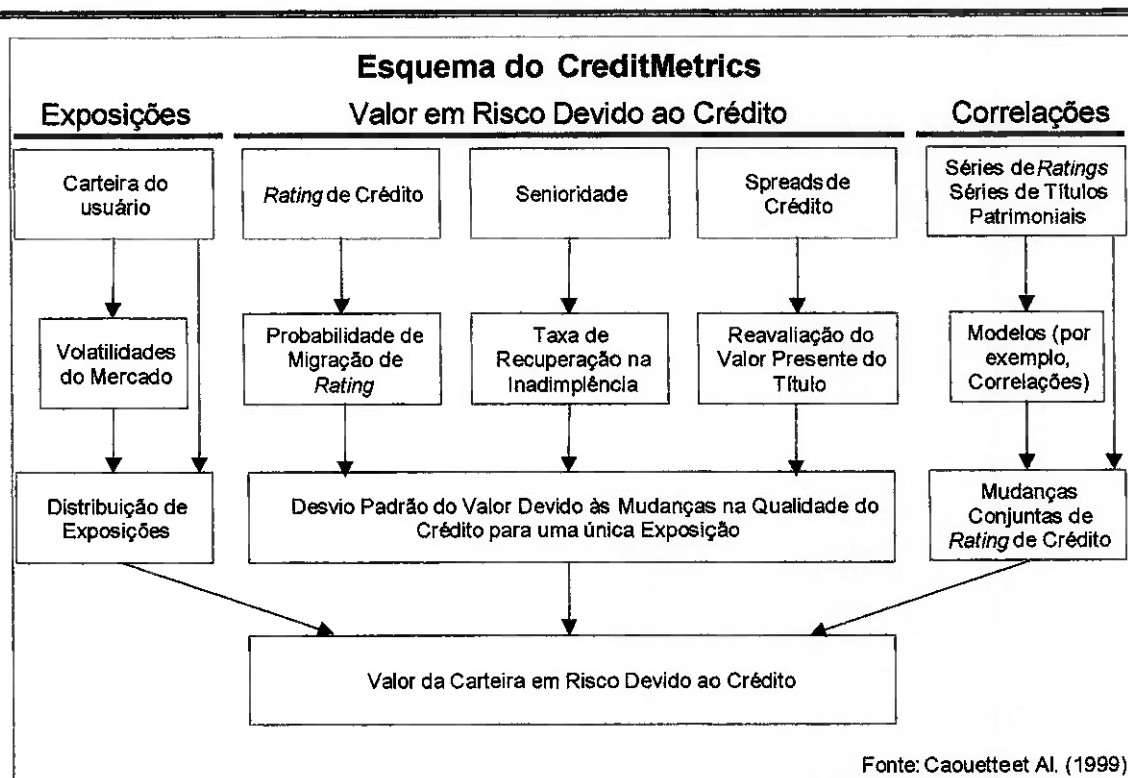 Esquema do CreditMetrics
Exposições
Valor em Risco Devido ao Crédito
Correlações
Carteira do
usuário
Rating de Crédito
Senioridade
Spreads de
Crédito
Séries de Ratings
Séries de Títulos
Patrimoniais
Volatilidades
do Mercado
Probabilidade de
Migração de
Rating
Taxa de
Recuperação na
Inadimplência
Reavaliação do
Valor Presente do
Título
Modelos (por
exemplo,
Correlações)
Distribuição de
Exposições
Desvio Padrão do Valor Devido às Mudanças na Qualidade do
Crédito para uma única Exposição
Mudanças
Conjuntas de
Rating de Crédito
Valor da Carteira em Risco Devido ao Crédito
Fonte: Caouetteet Al. (1999)